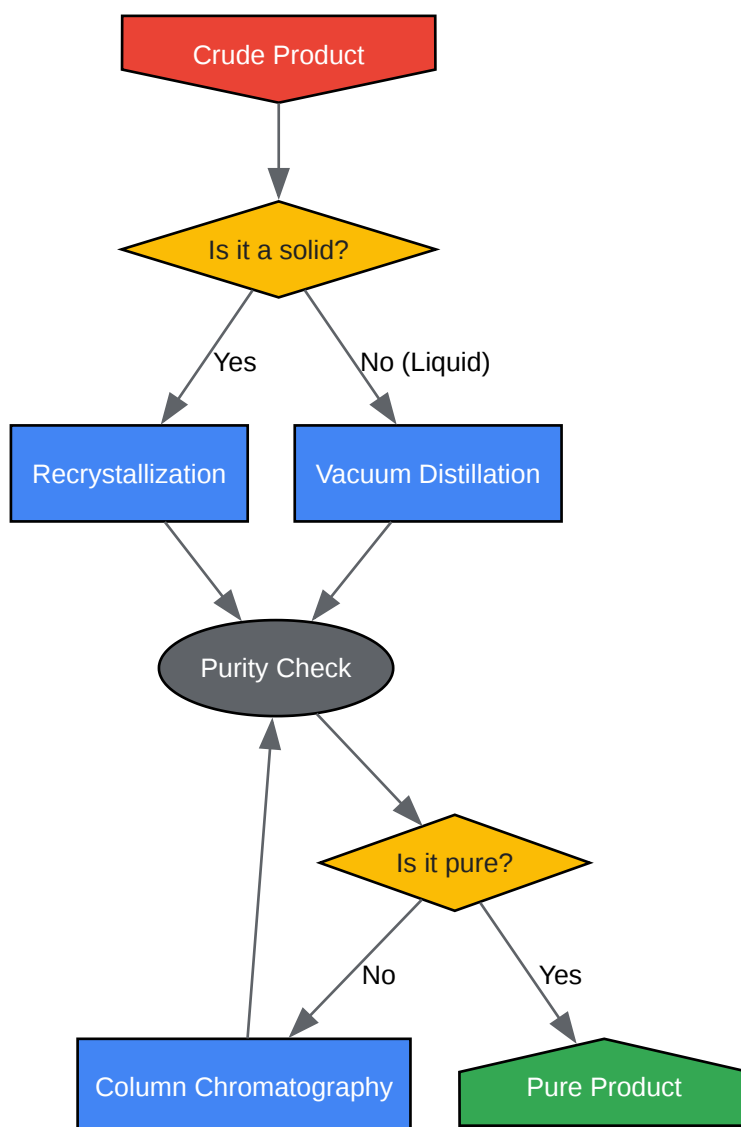 Crude Product
Is it a solid?
Yes
No (Liquid)
Recrystallization
Vacuum Distillation
Purity Check
Is it pure?
No
Yes
Column Chromatography
Pure Product